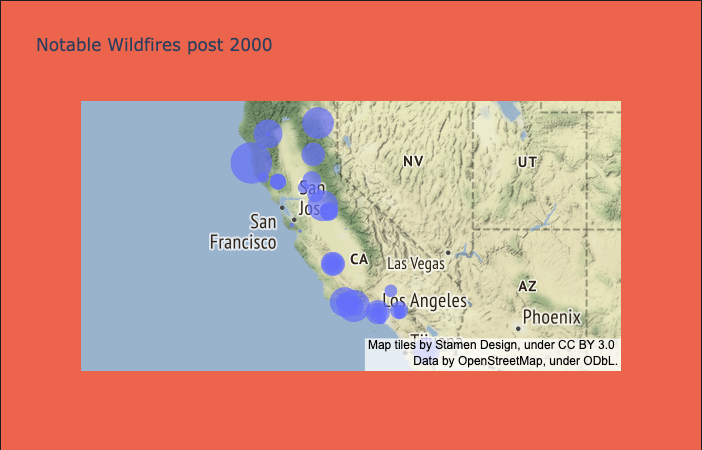 Notable Wildfires post 2000
NV
UT
San
Jose
San
Francisco
CA
Las Vegas
AZ
Los Angeles
Phoenix
Map tiles by Stamen Design, under CC BY 3.0
Data by OpenStreetMap, under ODbL.